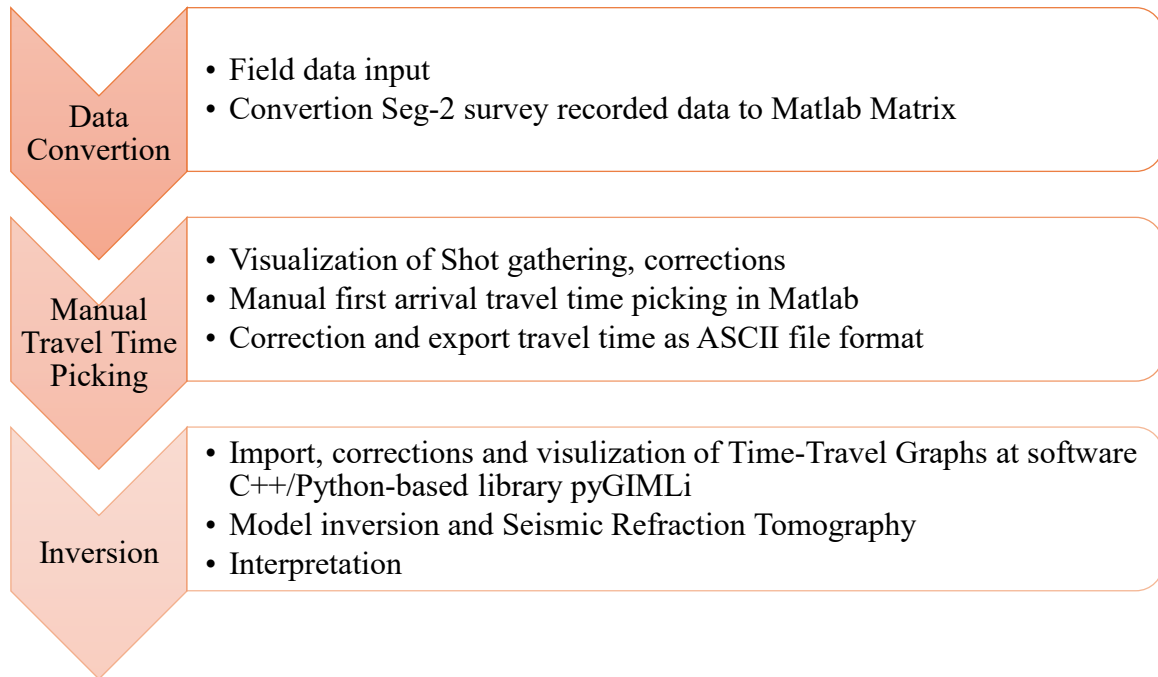 Data
Convertion
• Field data input
• Convertion Seg-2 survey recorded data to Matlab Matrix
Manual
Travel Time
Picking
• Visualization of Shot gathering, corrections
• Manual first arrival travel time picking in Matlab
• Correction and export travel time as ASCII file format
Inversion
• Import, corrections and visulization of Time-Travel Graphs at software
C++/Python-based library pyGIMLi
• Model inversion and Seismic Refraction Tomography
• Interpretation